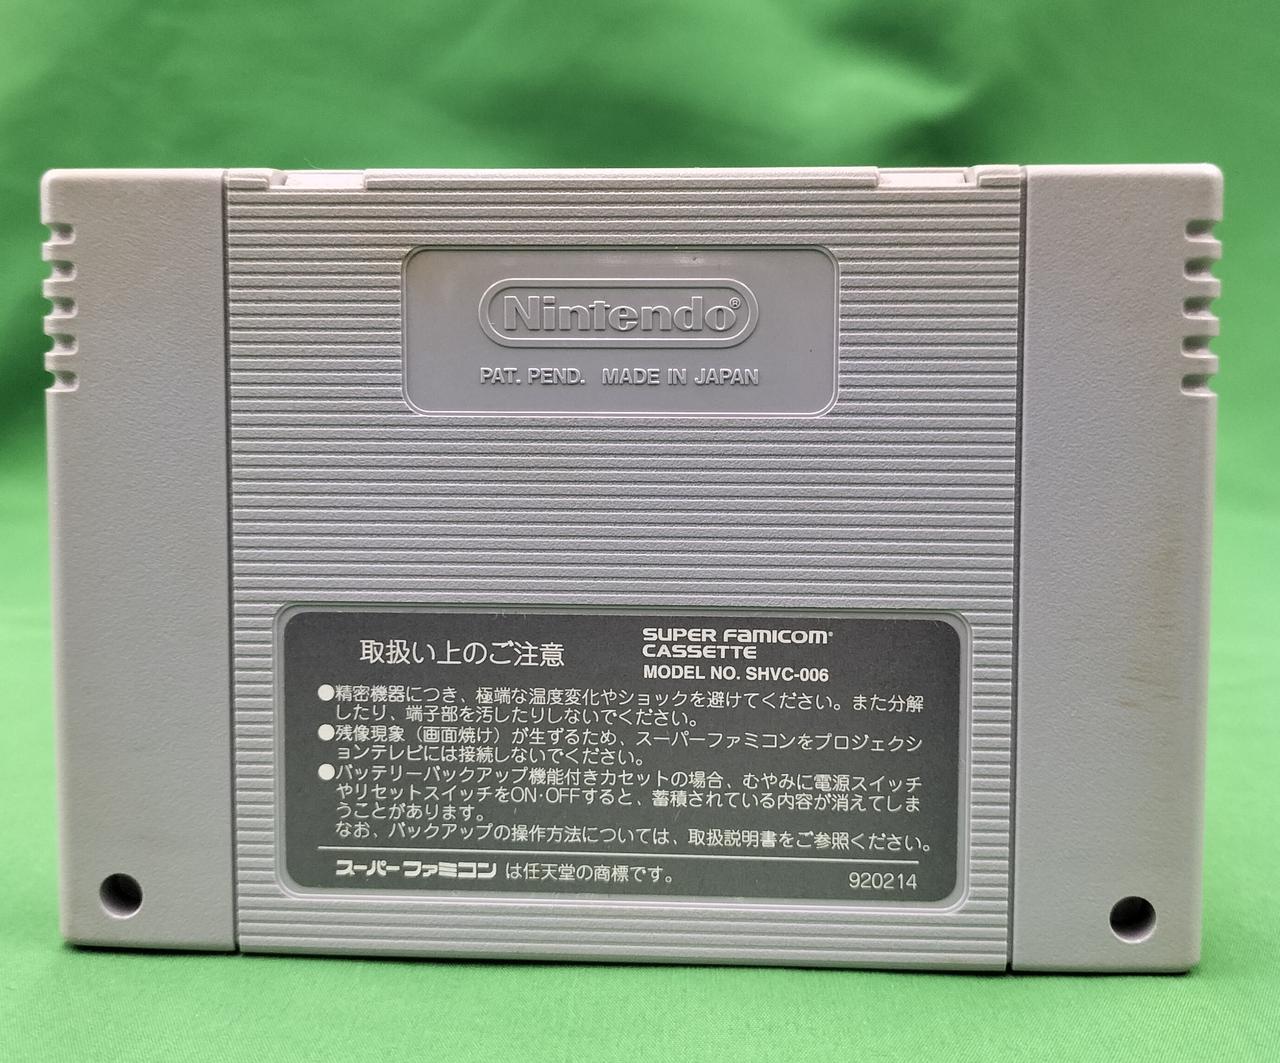 Nintendo®
PAT. PEND. MADE IN JAPAN
取扱い上のご注意
SUPER FAMICOM®
CASSETTE
MODEL NO. SHVC-006
●精密機器につき、極端な温度変化やショックを避けてください。また分解
したり、端子部を汚したりしないでください。
●残像現象（画面焼け）が生ずるため、スーパーファミコンをプロジェクシ
ョンテレビには接続しないでください。
●バッテリーバックアップ機能付きカセットの場合、むやみに電源スイッチ
やリセットスイッチをON·OFFすると、蓄積されている内容が消えてしま
うことがあります。
なお、バックアップの操作方法については、取扱説明書をご参照ください。
スーパーファミコン は任天堂の商標です。
920214